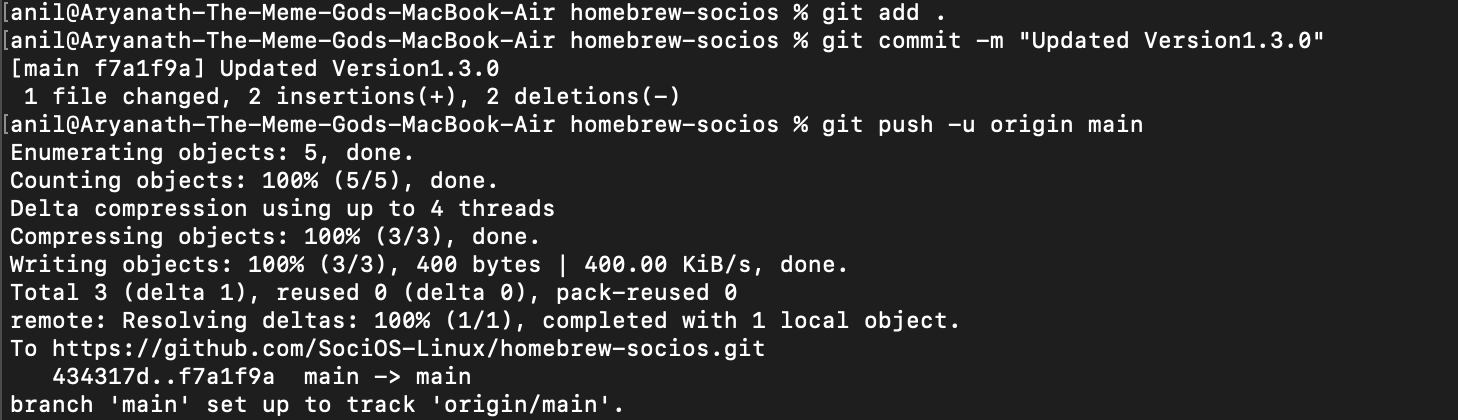 [anil@Aryanath-The-Meme-Gods-MacBook-Air homebrew-socios % git add .
[anil@Aryanath-The-Meme-Gods-MacBook-Air homebrew-socios % git commit -m "Updated Version1.3.0"
[main f7a1f9a] Updated Version1.3.0
 1 file changed, 2 insertions(+), 2 deletions(-)
[anil@Aryanath-The-Meme-Gods-MacBook-Air homebrew-socios % git push -u origin main
Enumerating objects: 5, done.
Counting objects: 100% (5/5), done.
Delta compression using up to 4 threads
Compressing objects: 100% (3/3), done.
Writing objects: 100% (3/3), 400 bytes | 400.00 KiB/s, done.
Total 3 (delta 1), reused 0 (delta 0), pack-reused 0
remote: Resolving deltas: 100% (1/1), completed with 1 local object.
To https://github.com/SociOS-Linux/homebrew-socios.git
   434317d..f7a1f9a  main -> main
branch 'main' set up to track 'origin/main'.